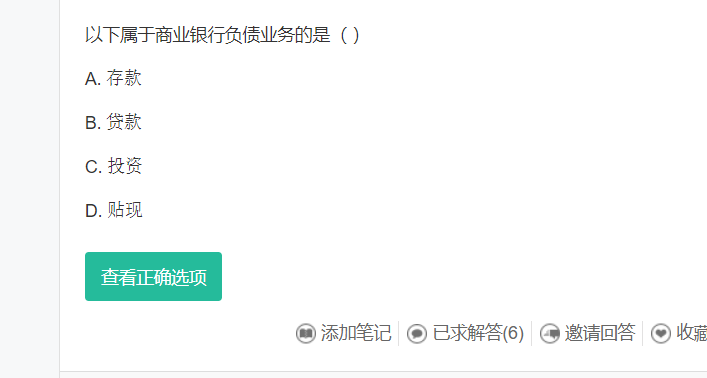 以下属于商业银行负债业务的是（ ）
A. 存款
B. 贷款
C. 投资
D. 贴现
查看正确选项
添加笔记 已求解答(6) 邀请回答 收藏